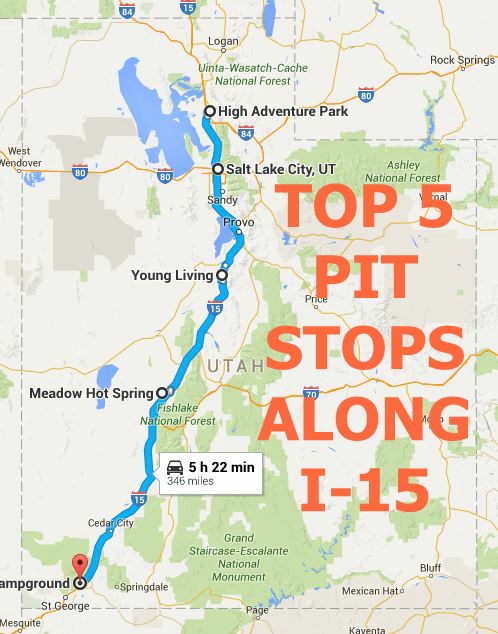 84
15
Logan
Uinta-Wasatch-Cache
National Forest
Rock Springs
80
High Adventure Park
84
West
Wendover
80
80
Salt Lake City, UT
Ashley
National Forest
Sandy
Vernal
TOP 5
Provo
PIT
Young Living
Price
15
STOPS
UTAH
Meadow Hot Spring
70
Fishlake
National Forest
ALONG
5 h 22 min
346 miles
I-15
15
Cedar City
Grand
Staircase-Escalante
National
Monument
ampground
Springdale
Bluff
St George
Mexican Hat
Page
Mesquite
Kayenta